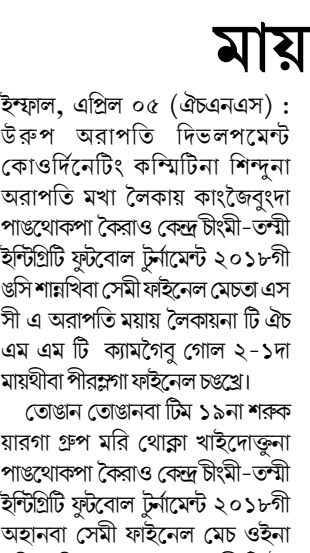 মায়
ইম্ফাল, এপ্রিল ০৫ (ঐচএনএস) :
উরুপ অরাপতি দিভলপমেন্ট
কোওর্দিনেটিং কম্মিটিনা শিন্দুনা
অরাপতি মখা লৈকায় কাংজৈবুংদা
পাঙথোকপা কৈরাও কেন্দ্র চীংমী-তম্মী
ইন্টিগ্রিটি ফুটবোল টুর্নামেন্ট ২০১৮গী
ঙসি শান্নখিবা সেমী ফাইনেল মেচতা এস
সী এ অরাপতি ময়ায় লৈকায়না টি ঐচ
এম এম টি ক্যামগৈবু গোল ২-১দা
মায়থীবা পীরম্লগা ফাইনেল চঙখ্রে।
তোঙান তোঙানবা টিম ১৯না শরুক
য়ারগা গ্রুপ মরি থোক্না খাইদোক্তুনা
পাঙথোকপা কৈরাও কেন্দ্র চীংমী-তম্মী
ইন্টিগ্রিটি ফুটবোল টুর্নামেন্ট ২০১৮গী
অহানবা সেমী ফাইনেল মেচ ওইনা